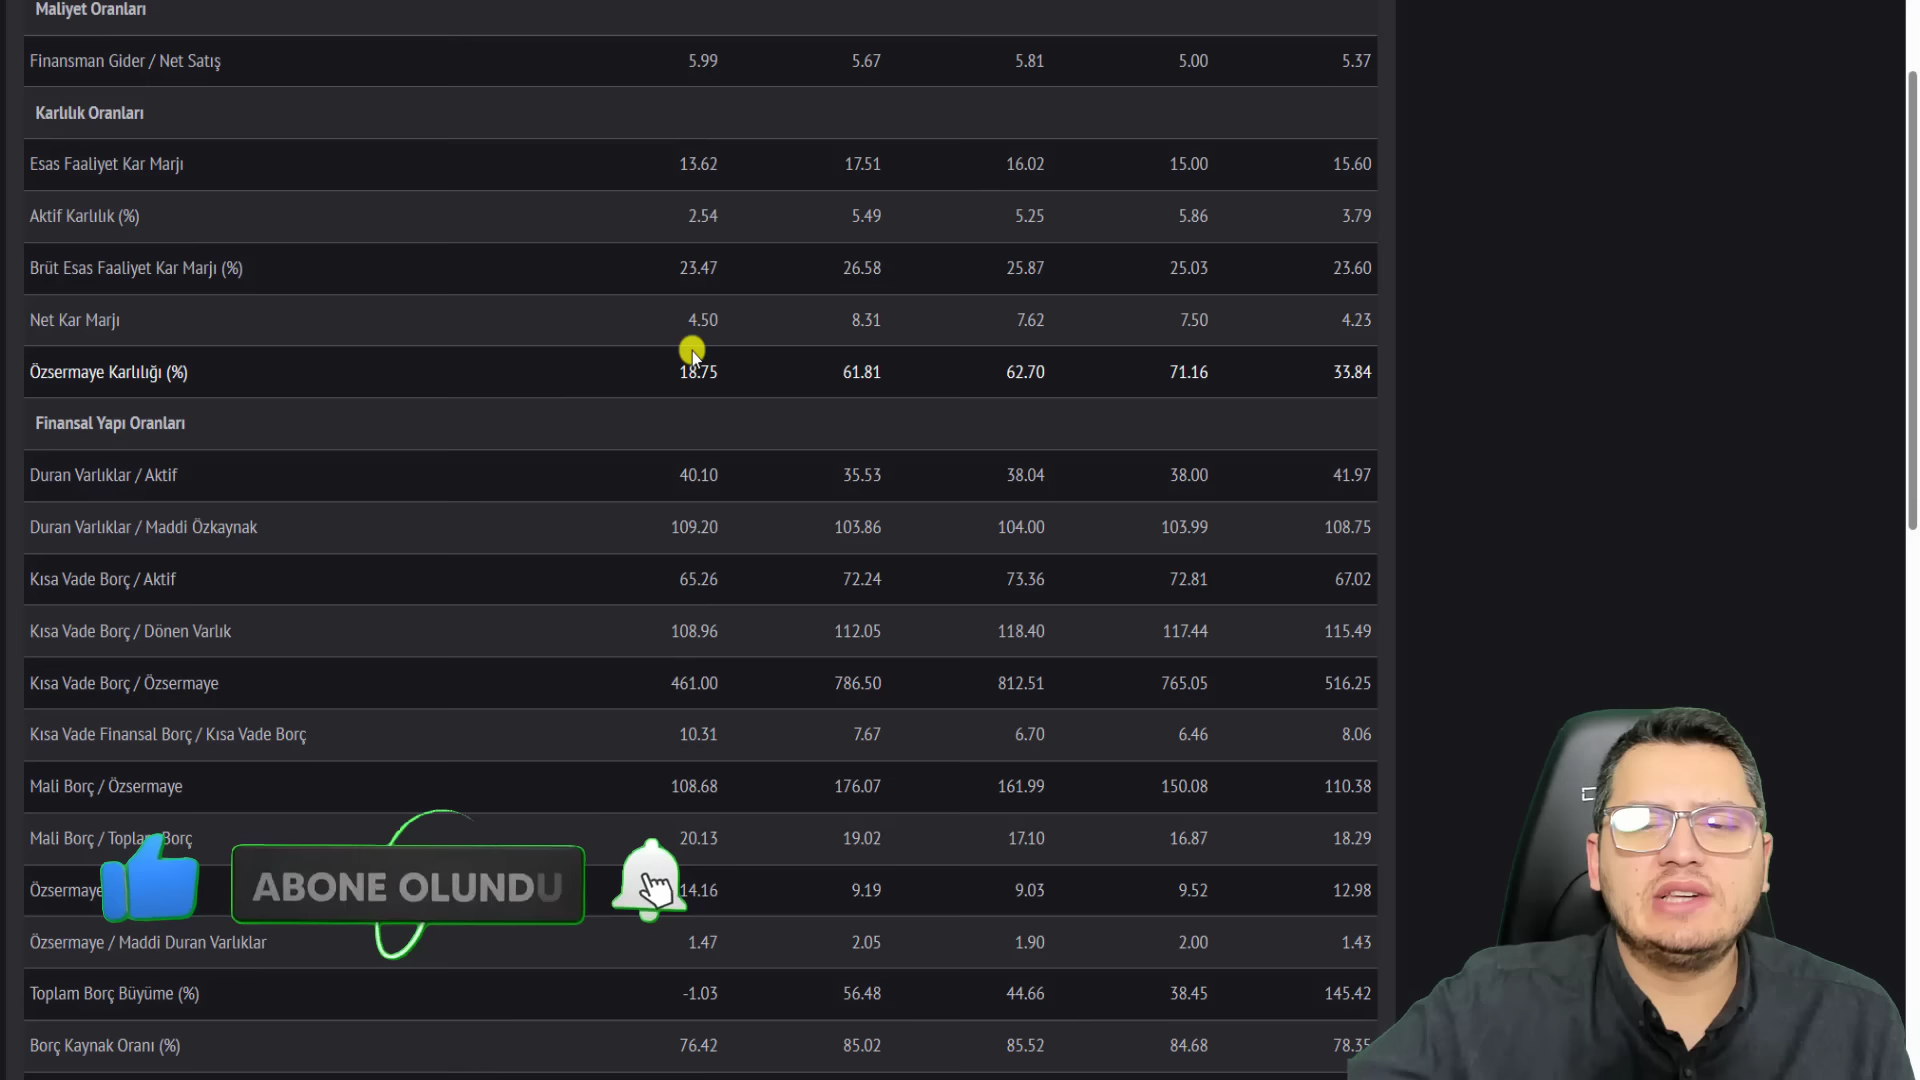 Maliyet Oranları
Finansman Gider / Net Satış 5.99 5.67 5.81 5.00 5.37
Karlılık Oranları
Esas Faaliyet Kar Marjı 13.62 17.51 16.02 15.00 15.60
Aktif Karlılık (%) 2.54 5.49 5.25 5.86 3.79
Brüt Esas Faaliyet Kar Marjı (%) 23.47 26.58 25.87 25.03 23.60
Net Kar Marjı 4.50 8.31 7.62 7.50 4.23
Özsermaye Karlılığı (%) 18.75 61.81 62.70 71.16 33.84
Finansal Yapı Oranları
Duran Varlıklar / Aktif 40.10 35.53 38.04 38.00 41.97
Duran Varlıklar / Maddi Özkaynak 109.20 103.86 104.00 103.99 108.75
Kısa Vade Borç / Aktif 65.26 72.24 73.36 72.81 67.02
Kısa Vade Borç / Dönen Varlık 108.96 112.05 118.40 117.44 115.49
Kısa Vade Borç / Özsermaye 461.00 786.50 812.51 765.05 516.25
Kısa Vade Finansal Borç / Kısa Vade Borç 10.31 7.67 6.70 6.46 8.06
Mali Borç / Özsermaye 108.68 176.07 161.99 150.08 110.38
Mali Borç / Toplam Borç 20.13 19.02 17.10 16.87 18.29
Özsermaye 14.16 9.19 9.03 9.52 12.98
ABONE OLUNDU
Özsermaye / Maddi Duran Varlıklar 1.47 2.05 1.90 2.00 1.43
Toplam Borç Büyüme (%) -1.03 56.48 44.66 38.45 145.42
Borç Kaynak Oranı (%) 76.42 85.02 85.52 84.68 78.35